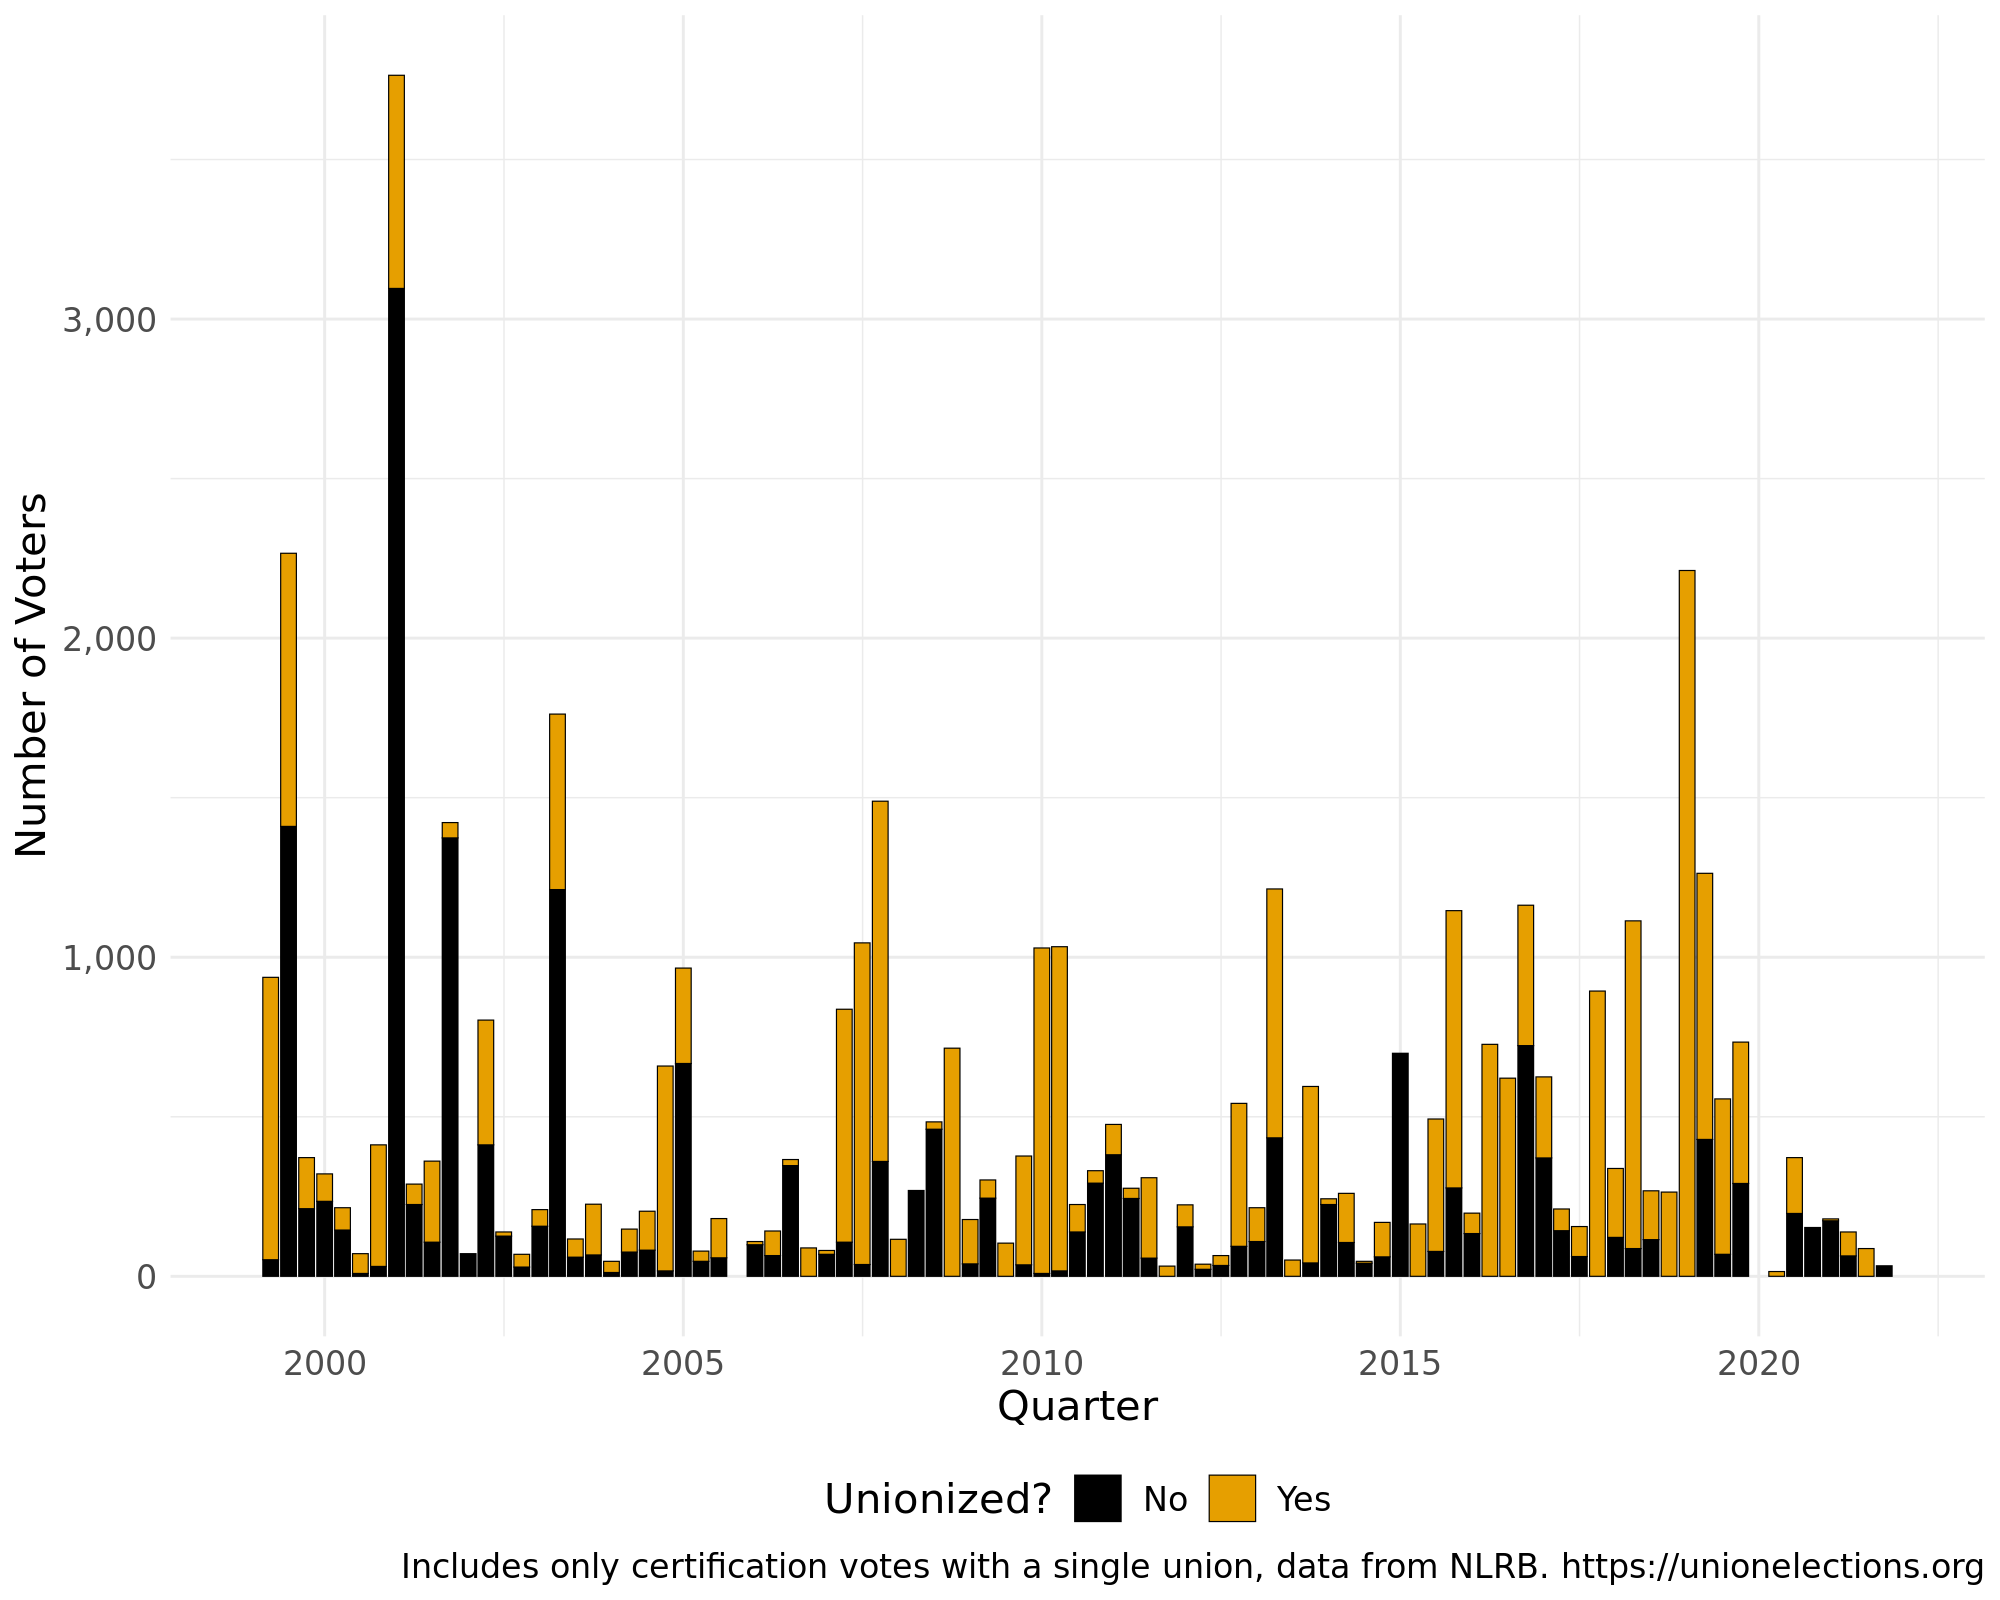 Number of Voters
3,000
2,000
1,000
0
2000 2005 2010 2015 2020
Quarter
Unionized? No Yes
Includes only certification votes with a single union, data from NLRB. https://unionelections.org